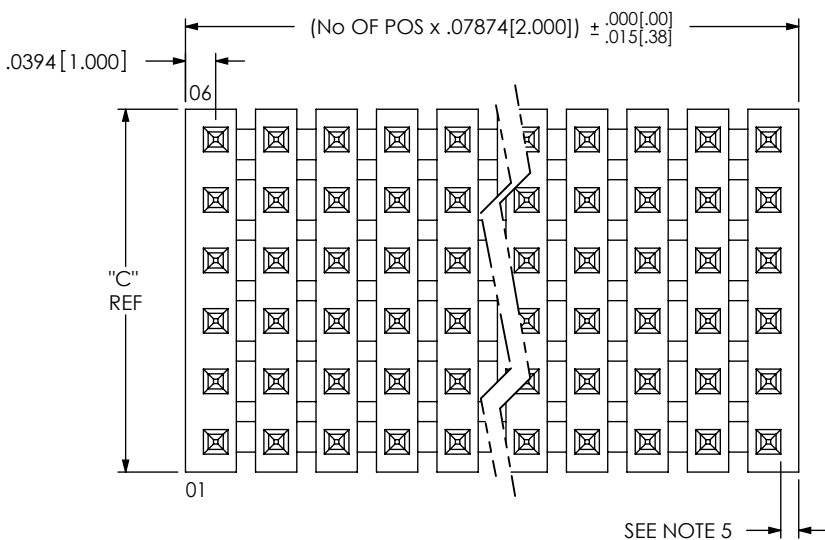 (No OF POS x .07874[2.000]) ± .000[.00]
.015[.38]
.0394[1.000]
06
"C"
REF
01
SEE NOTE 5